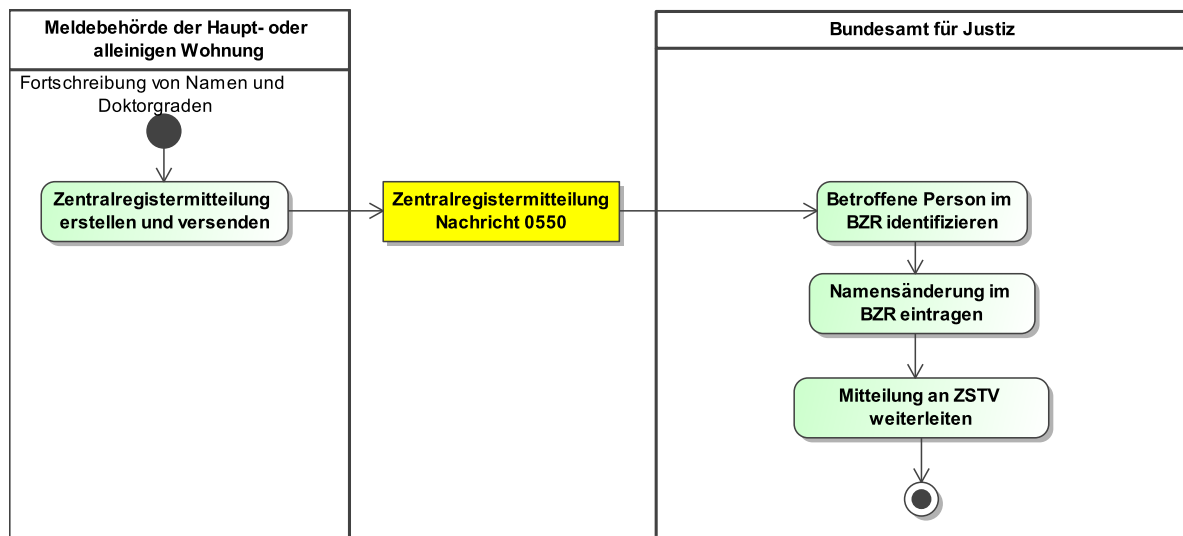 Meldebehörde der Haupt- oder
alleinigen Wohnung
Fortschreibung von Namen und
Doktorgraden
Zentralregistermitteilung
erstellen und versenden
Zentralregistermitteilung
Nachricht 0550
Bundesamt für Justiz
Betroffene Person im
BZR identifizieren
Namensänderung im
BZR eintragen
Mitteilung an ZSTV
weiterleiten